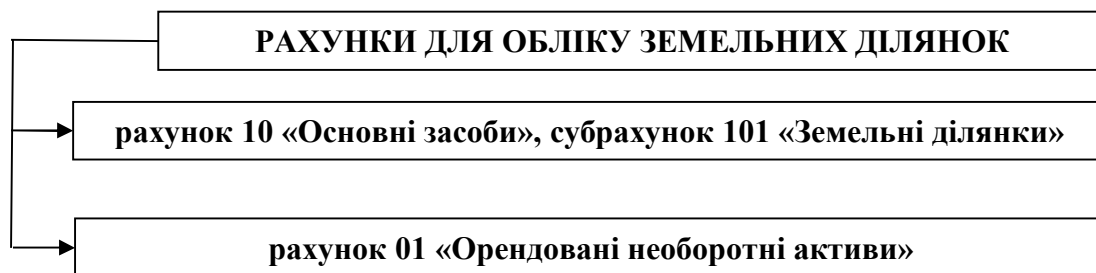 РАХУНКИ ДЛЯ ОБЛІКУ ЗЕМЕЛЬНИХ ДІЛЯНОК
рахунок 10 «Основні засоби», субрахунок 101 «Земельні ділянки»
рахунок 01 «Орендовані необоротні активи»